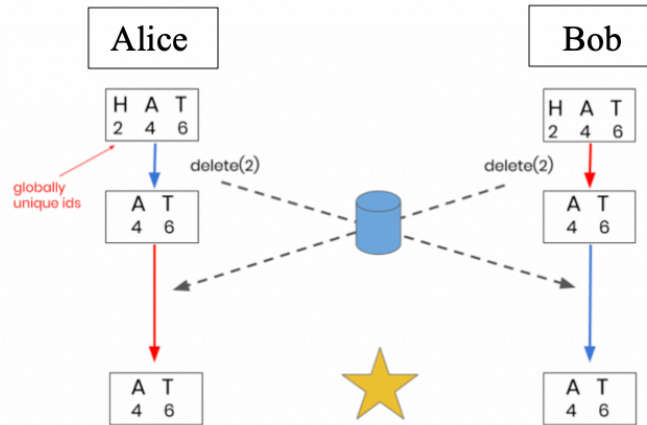 Alice
Bob
H A T
2 4 6
H A T
2 4 6
delete(2)
delete(2)
globally
unique ids
A T
4 6
A T
4 6
A T
4 6
A T
4 6